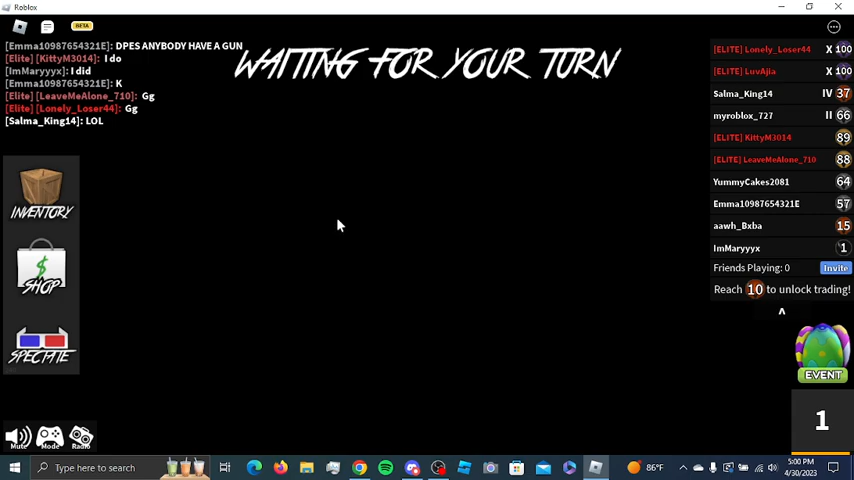 Roblox
BETA
[Emma10987654321E]: DPES ANYBODY HAVE A GUN
[Elite] [KittyM3014]: I do
[ImMaryyyx]: I did
[Emma10987654321E]: K
[Elite] [LeaveMeAlone_710]: Gg
[Elite] [Lonely_Loser44]: Gg
[Salma_King14]: LOL
WAITING FOR YOUR TURN
[ELITE] Lonely_Loser44 X 100
[ELITE] LuvAjia X 100
Salma_King14 IV 37
myroblox_727 II 66
[ELITE] KittyM3014 89
[ELITE] LeaveMeAlone_710 88
YummyCakes2081 64
Emma10987654321E 57
aawh_Bxba 15
ImMaryyyx 1
Friends Playing: 0 Invite
Reach 10 to unlock trading!
INVENTORY
$
SHOP
SPECTATE
EVENT
1
Mute Mode Radio
Type here to search
86°F
5:00 PM
4/30/2023